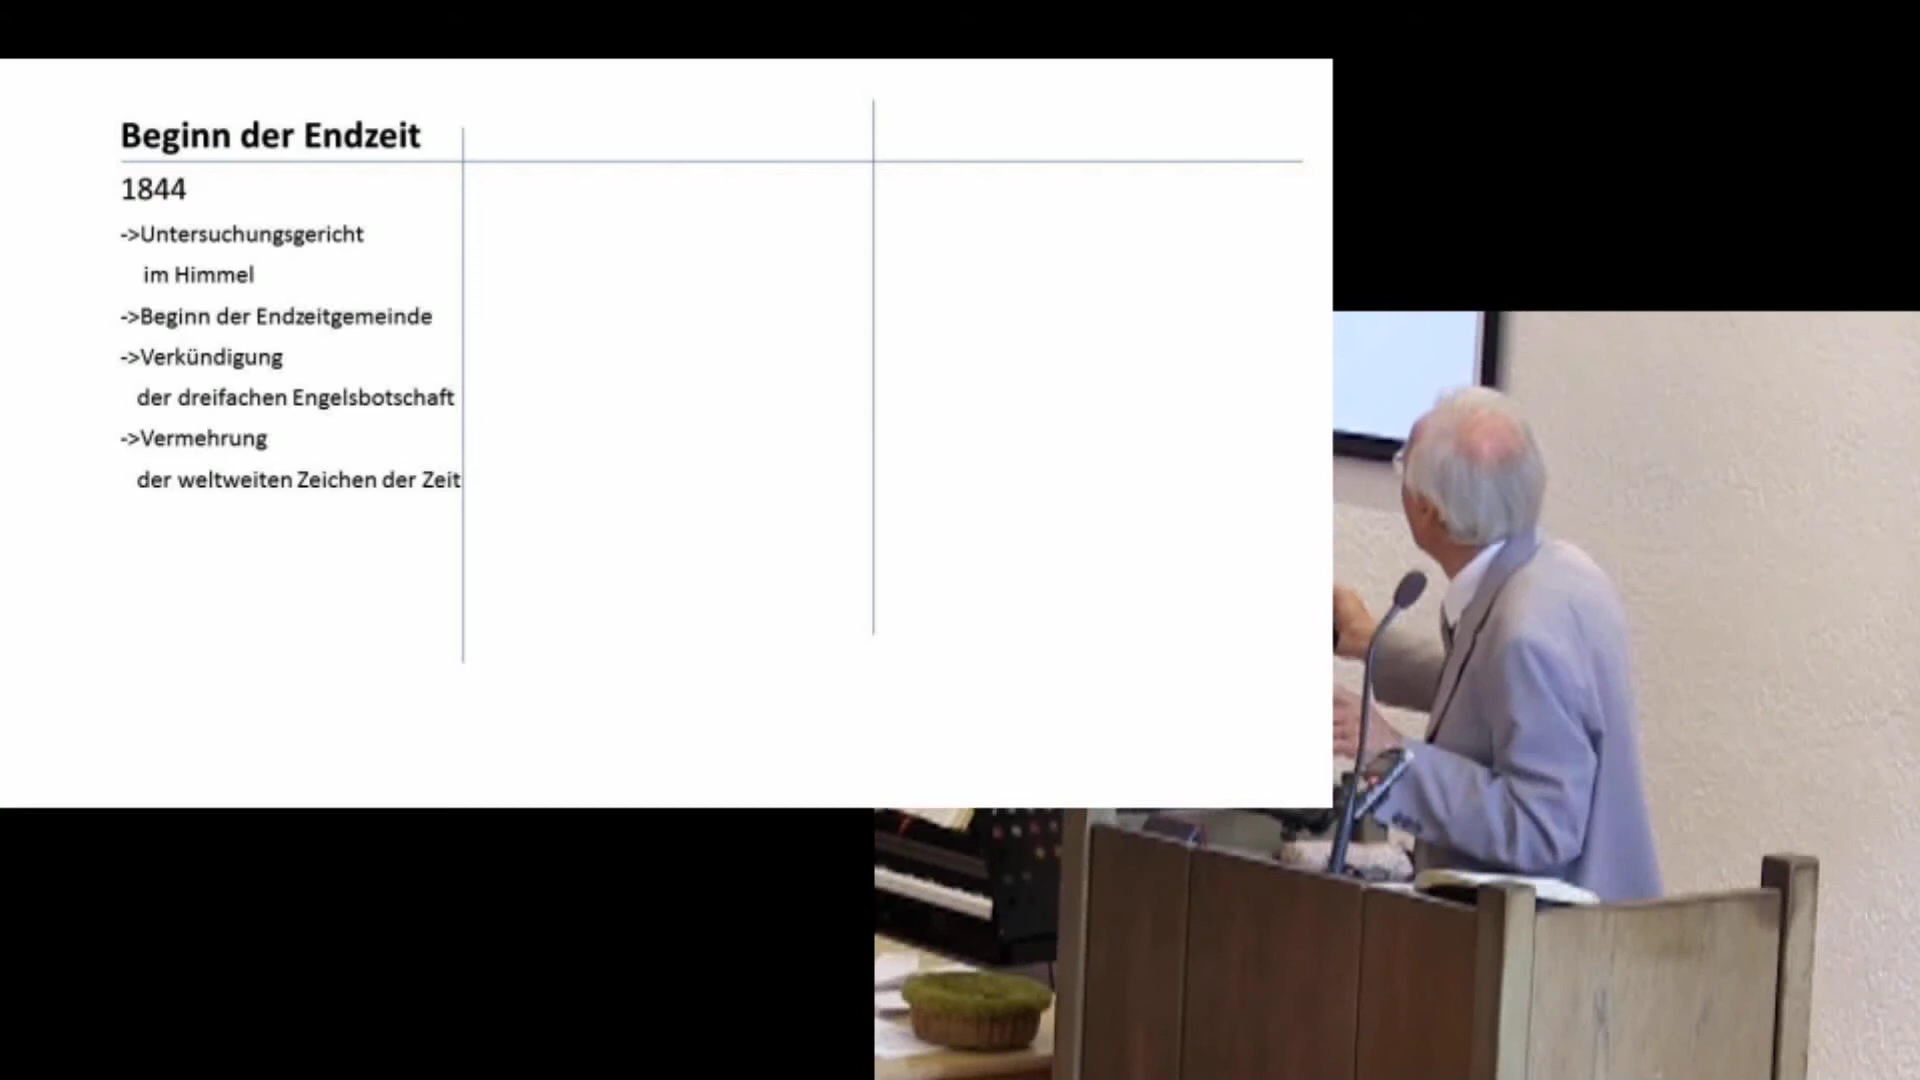 Beginn der Endzeit
1844
->Untersuchungsgericht
im Himmel
->Beginn der Endzeitgemeinde
->Verkündigung
der dreifachen Engelsbotschaft
->Vermehrung
der weltweiten Zeichen der Zeit